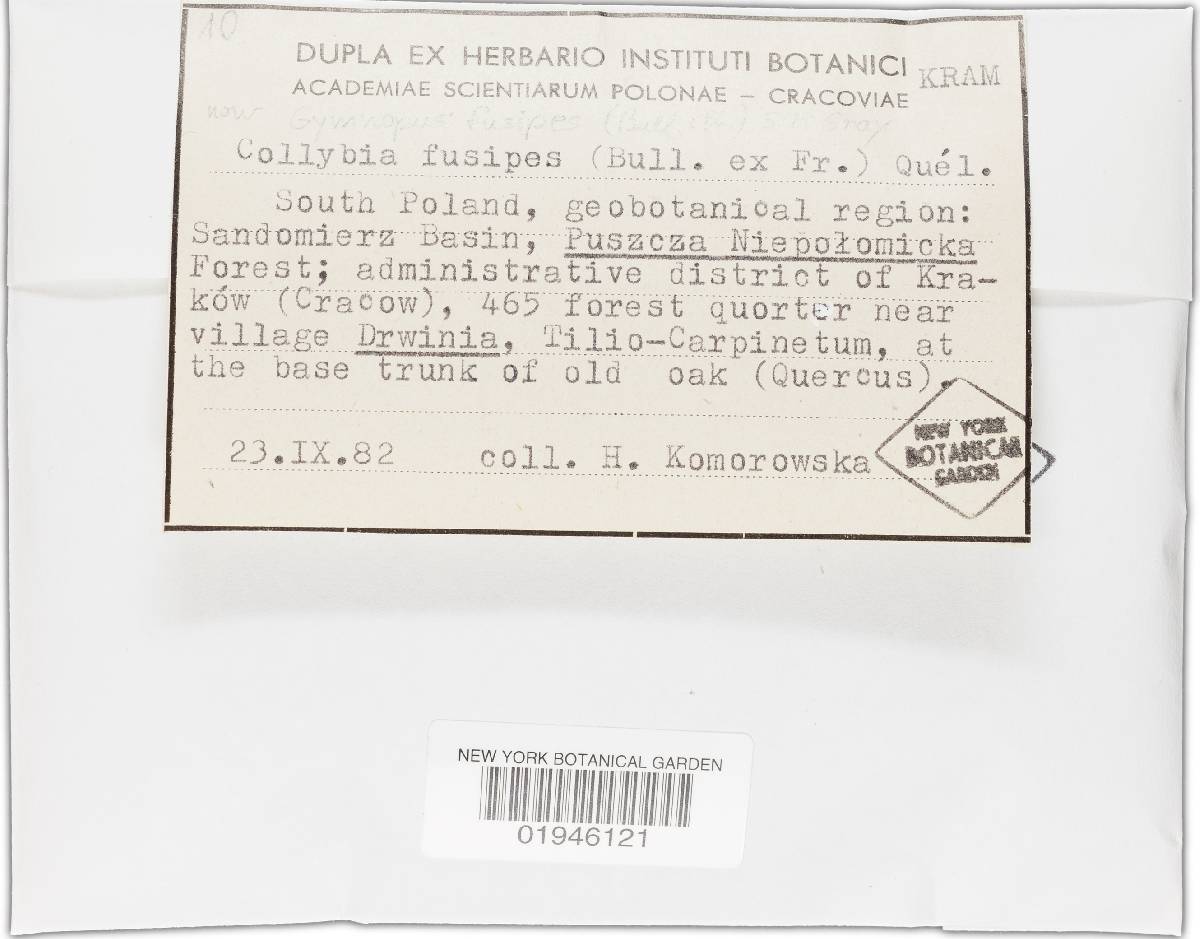 10
DUPLA EX HERBARIO INSTITUTI BOTANICI KRAM
ACADEMIAE SCIENTIARUM POLONAE – CRACOVIAE
now Gymnopus fusipes (Bull.: ) S.F. Gray
Collybia fusipes (Bull. ex Fr.) Quél.
South Poland, geobotanical region:
Sandomierz Basin, Puszcza Niepołomicka
Forest; administrative district of Kra-
ków (Cracow), 465 forest quorter near
village Drwinia, Tilio-Carpinetum, at
the base trunk of old oak (Quercus).
23.IX.82 coll. H. Komorowska
NEW YORK
BOTANICAL
GARDEN
NEW YORK BOTANICAL GARDEN
01946121